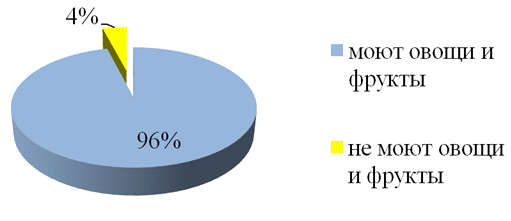 4%
96%
моют овощи и
фрукты
не моют овощи
и фрукты